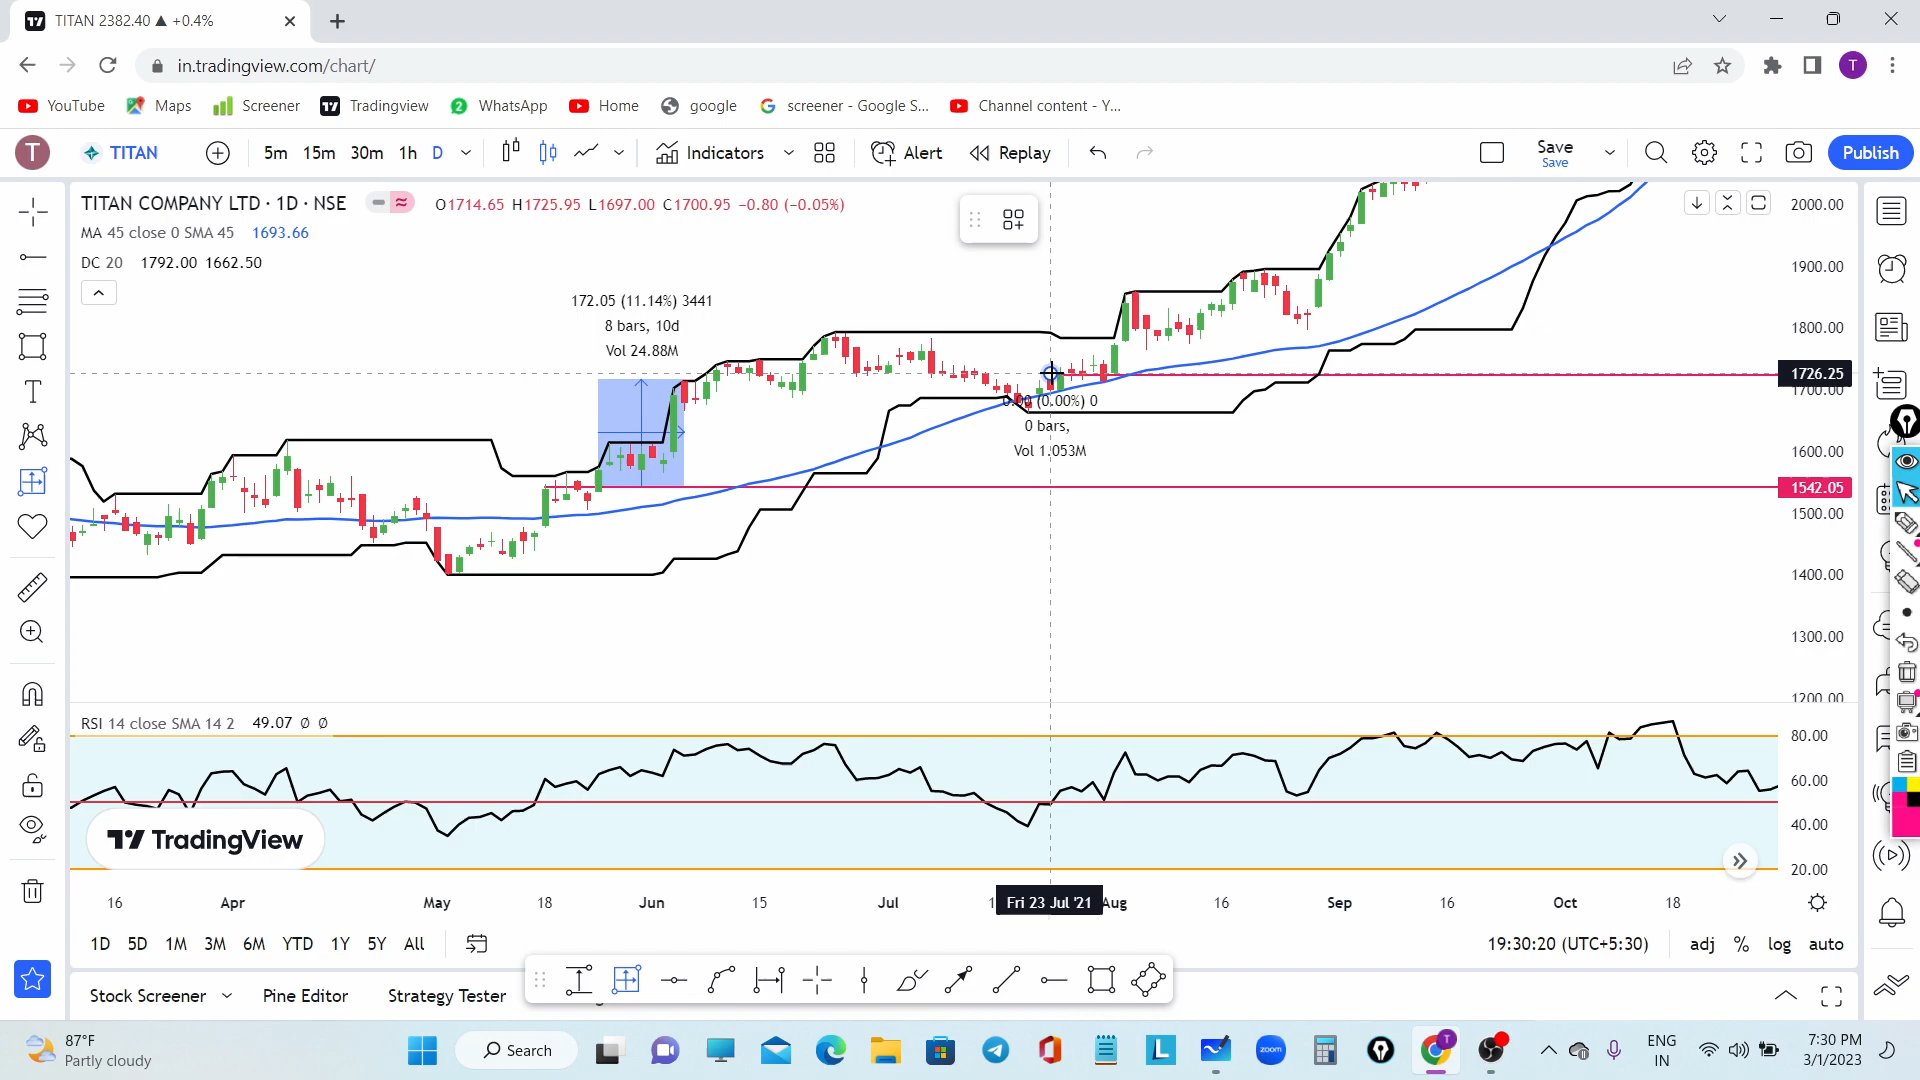 TITAN 2382.40 ▲ +0.4%
in.tradingview.com/chart/
YouTube Maps Screener Tradingview WhatsApp Home google screener - Google S... Channel content - Y...
T TITAN 5m 15m 30m 1h D Indicators Alert Replay Save Publish
Save
TITAN COMPANY LTD · 1D · NSE O1714.65 H1725.95 L1697.00 C1700.95 −0.80 (−0.05%)
MA 45 close 0 SMA 45 1693.66
DC 20 1792.00 1662.50
172.05 (11.14%) 3441
8 bars, 10d
Vol 24.88M
0.00 (0.00%) 0
0 bars,
Vol 1.053M
2000.00
1900.00
1800.00
1726.25
1700.00
1600.00
1542.05
1500.00
1400.00
1300.00
1200.00
RSI 14 close SMA 14 2 49.07 ∅ ∅
80.00
60.00
40.00
20.00
TradingView
16 Apr May 18 Jun 15 Jul Fri 23 Jul '21 Aug 16 Sep 16 Oct 18
1D 5D 1M 3M 6M YTD 1Y 5Y All 19:30:20 (UTC+5:30) adj % log auto
Stock Screener Pine Editor Strategy Tester
87°F
Partly cloudy
Search
zoom
ENG
IN
7:30 PM
3/1/2023